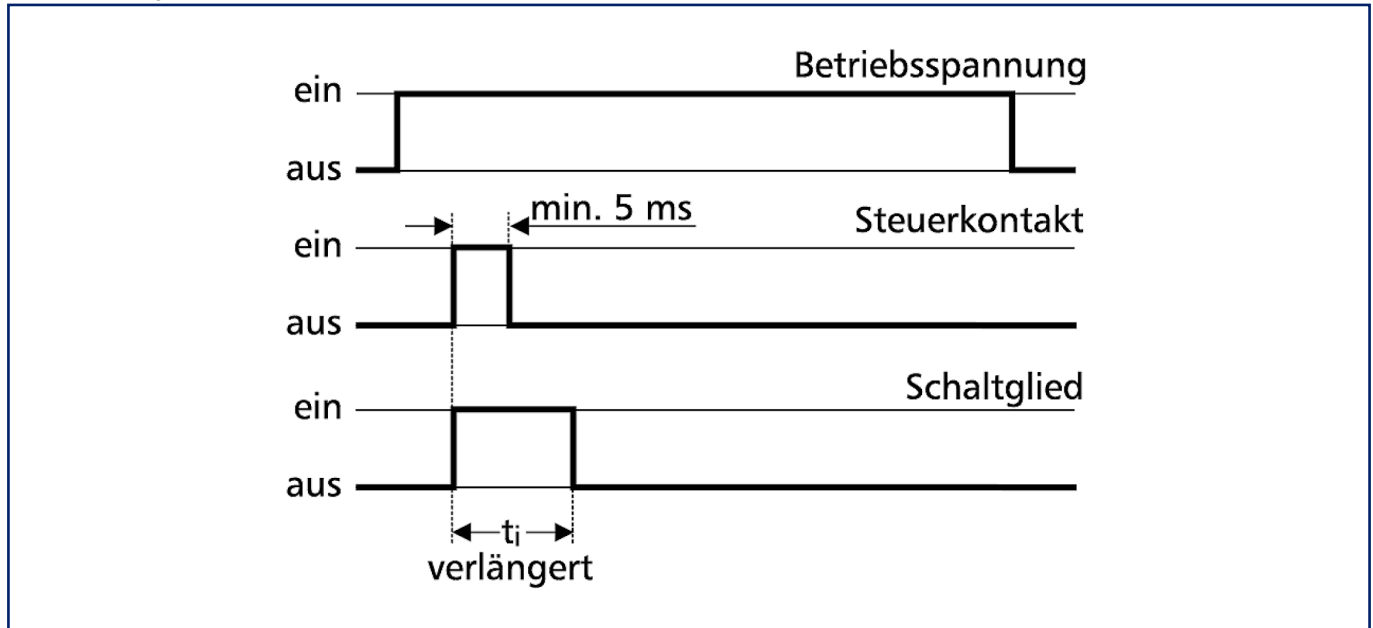 Betriebsspannung
ein
aus
min. 5 ms
Steuerkontakt
ein
aus
Schaltglied
ein
aus
ti
verlängert